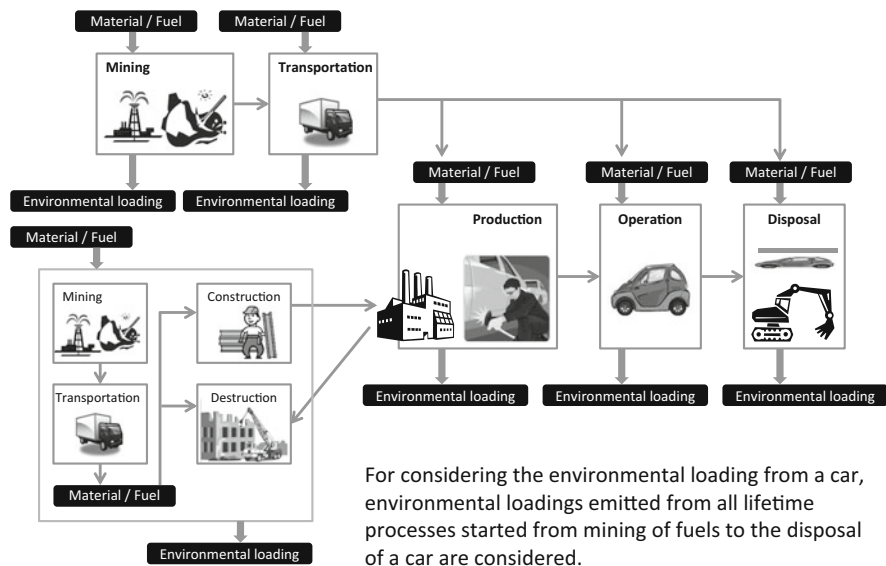 Material / Fuel
Material / Fuel
Mining
Transportation
Environmental loading
Environmental loading
Material / Fuel
Material / Fuel
Material / Fuel
Production
Operation
Disposal
Environmental loading
Environmental loading
Environmental loading
Material / Fuel
Mining
Construction
Transportation
Destruction
Material / Fuel
Environmental loading
For considering the environmental loading from a car,
environmental loadings emitted from all lifetime
processes started from mining of fuels to the disposal
of a car are considered.